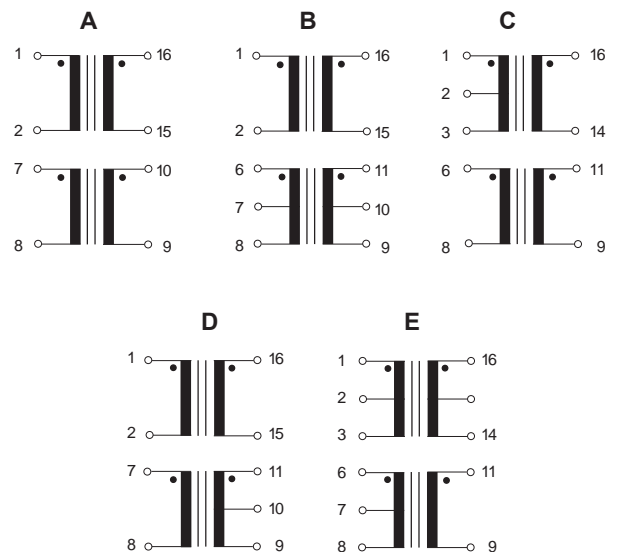 A B C
1 16 1 16 1 16
2
2 15 2 15 3 14
7 10 6 11 6 11
7 10
8 9 8 9 8 9
D E
1 16 1 16
2
2 15 3 14
7 11 6 11
10 7
8 9 8 9